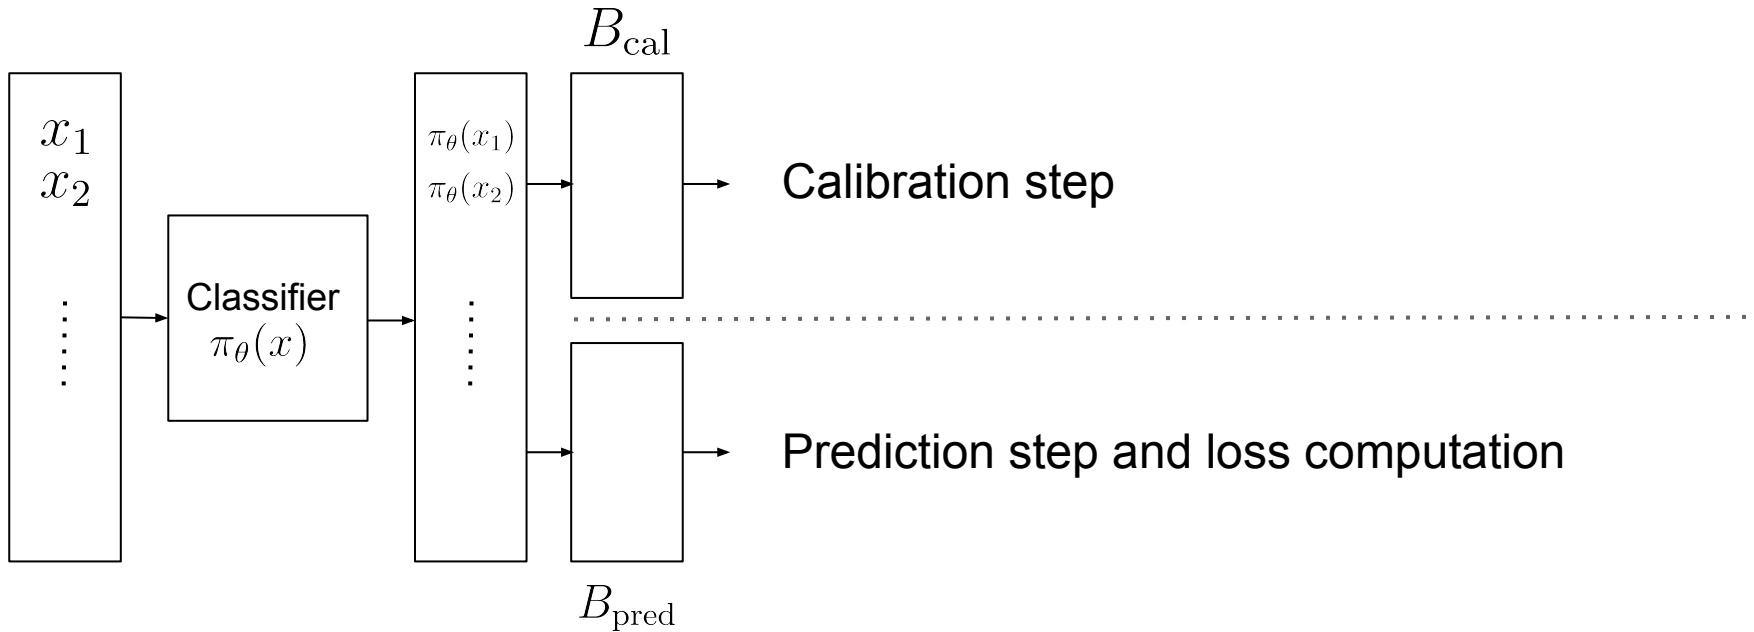 B_cal
x_1
x_2
π_θ(x_1)
π_θ(x_2)
Calibration step
Classifier
π_θ(x)
Prediction step and loss computation
B_pred